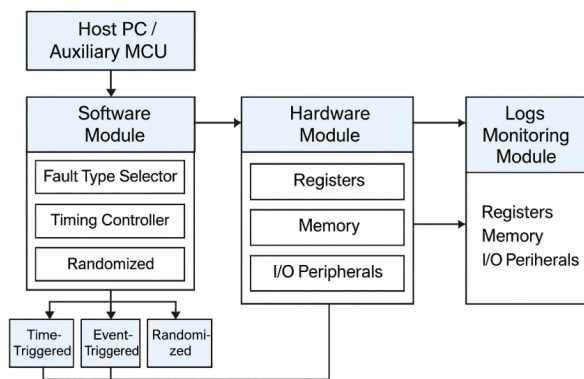 Host PC /
Auxiliary MCU
Software
Module
Fault Type Selector
Timing Controller
Randomized
Hardware
Module
Registers
Memory
I/O Peripherals
Logs
Monitoring
Module
Registers
Memory
I/O Periherals
Time-
Triggered
Event-
Triggered
Randomi-
zed